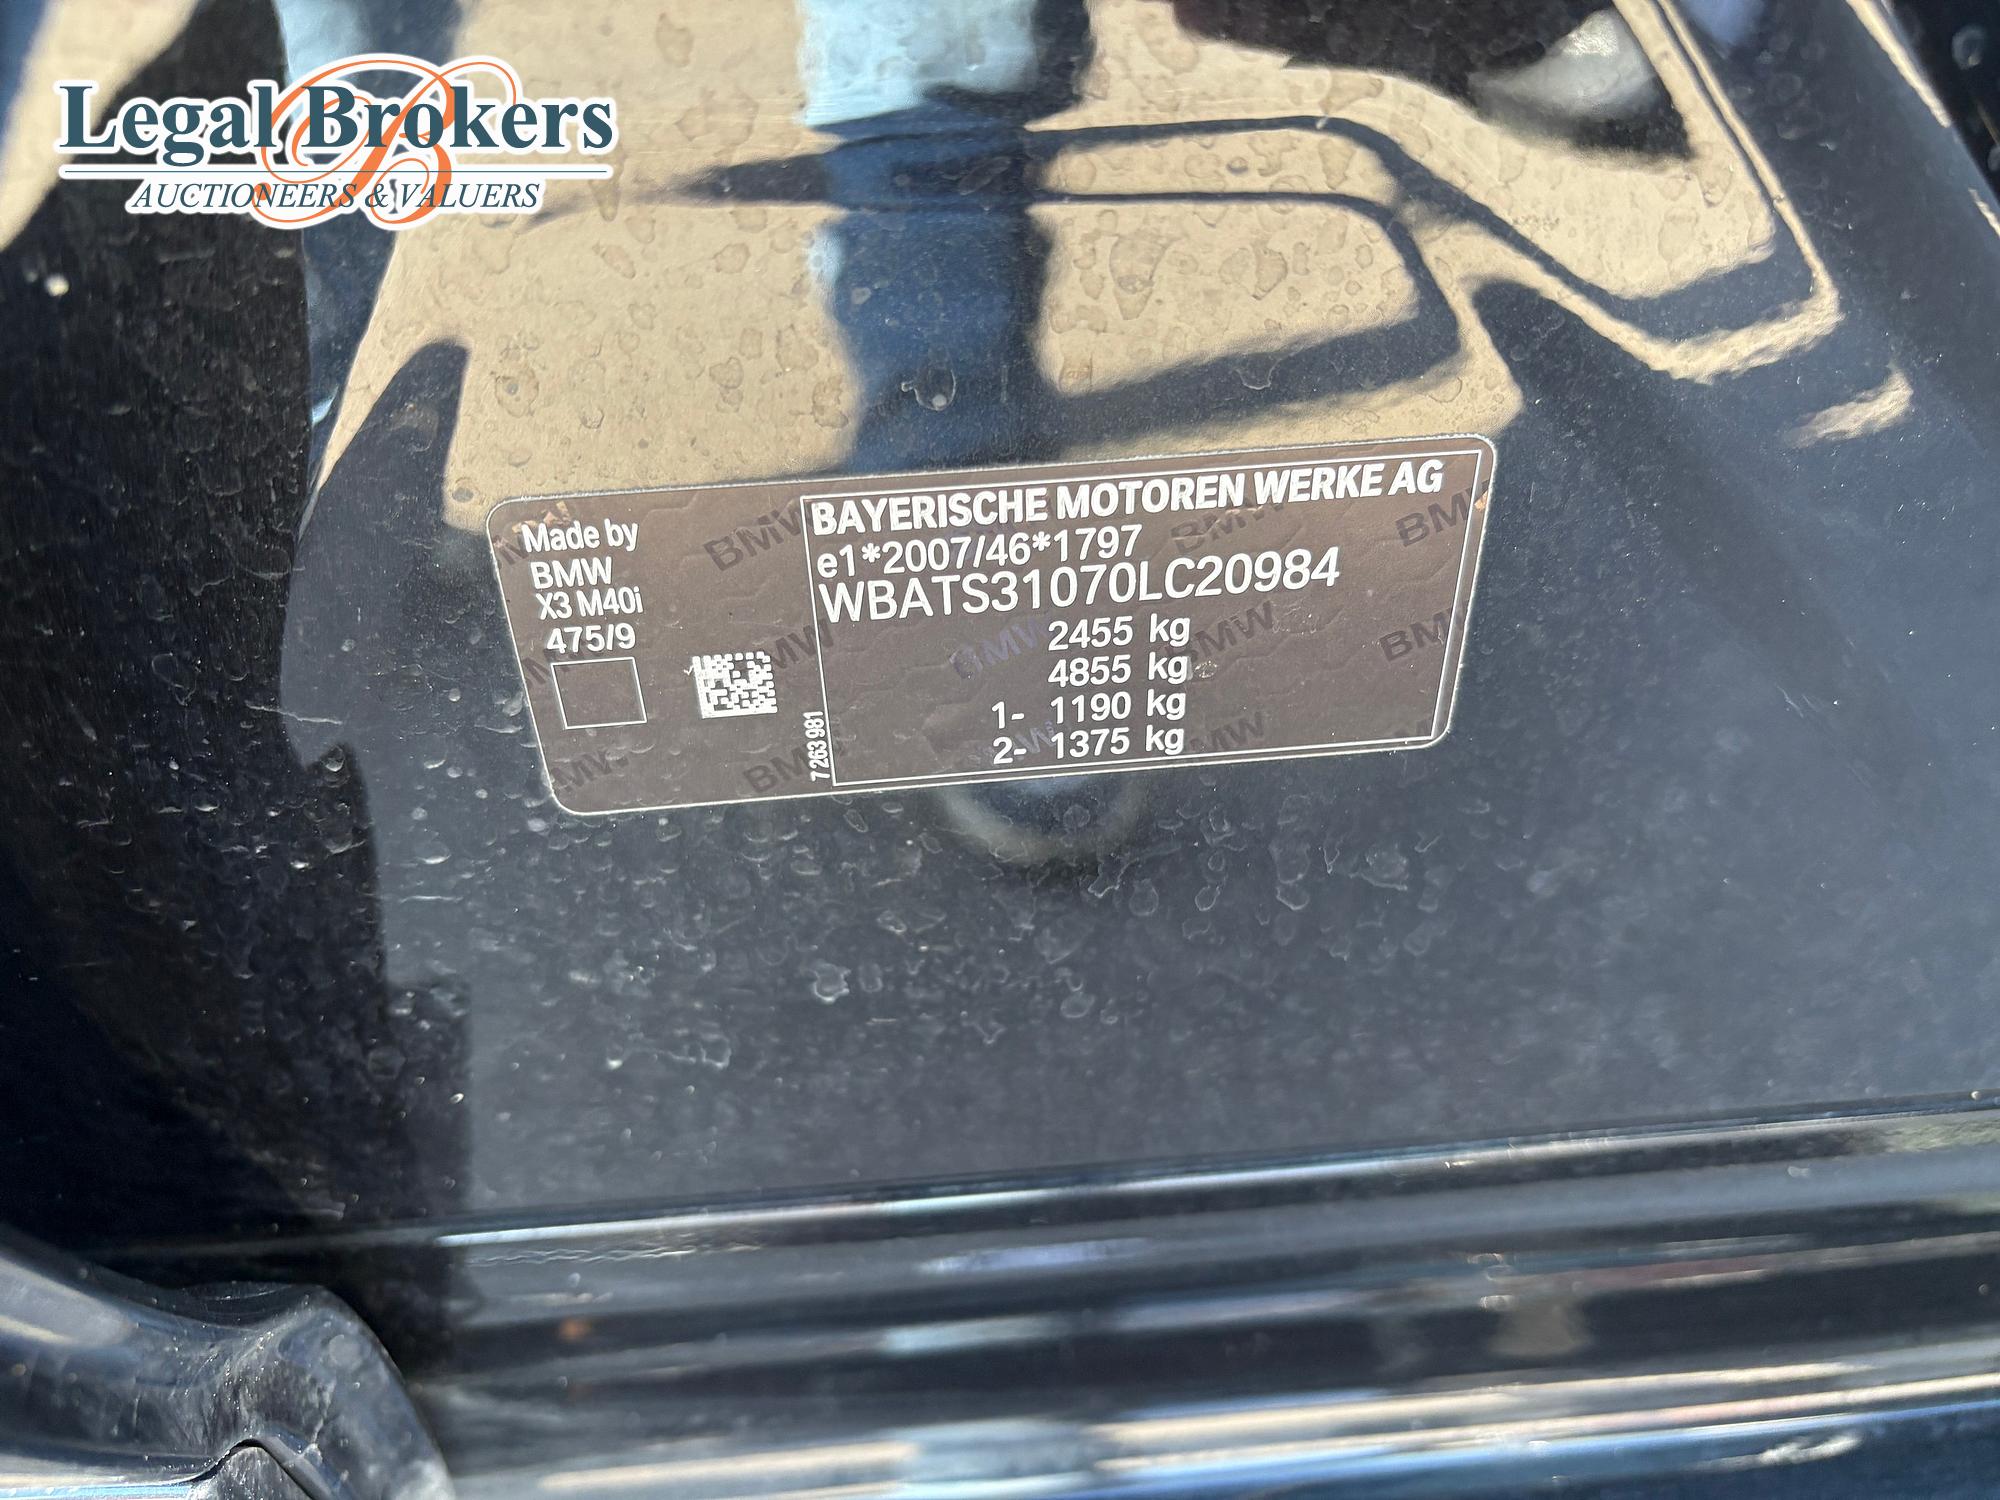 Legal Brokers
AUCTIONEERS & VALUERS
Made by
BMW
X3 M40i
475/9
7263981
BAYERISCHE MOTOREN WERKE AG
e1*2007/46*1797
WBATS31070LC20984
2455 kg
4855 kg
1- 1190 kg
2- 1375 kg